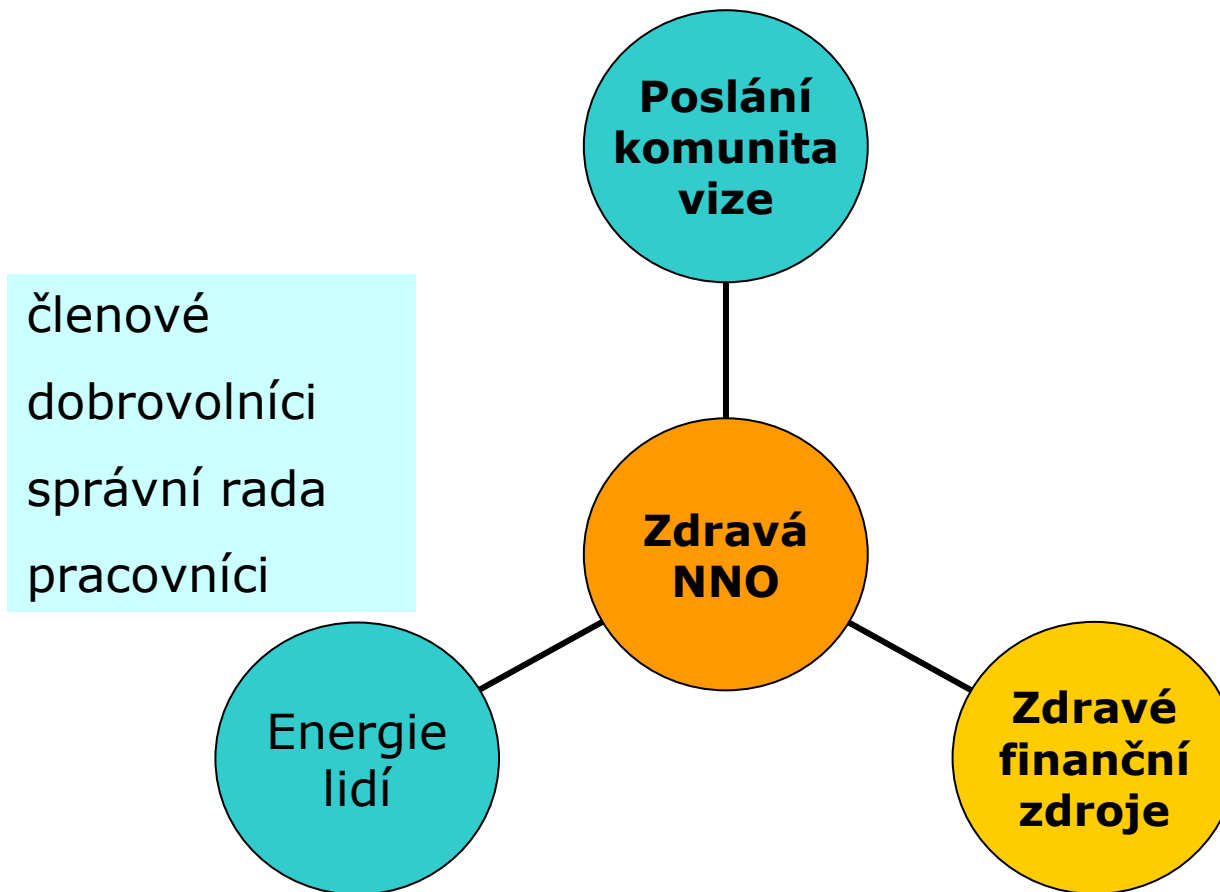 Poslání
komunita
vize
členové
dobrovolníci
správní rada
pracovníci
Zdravá
NNO
Energie
lidí
Zdravé
finanční
zdroje